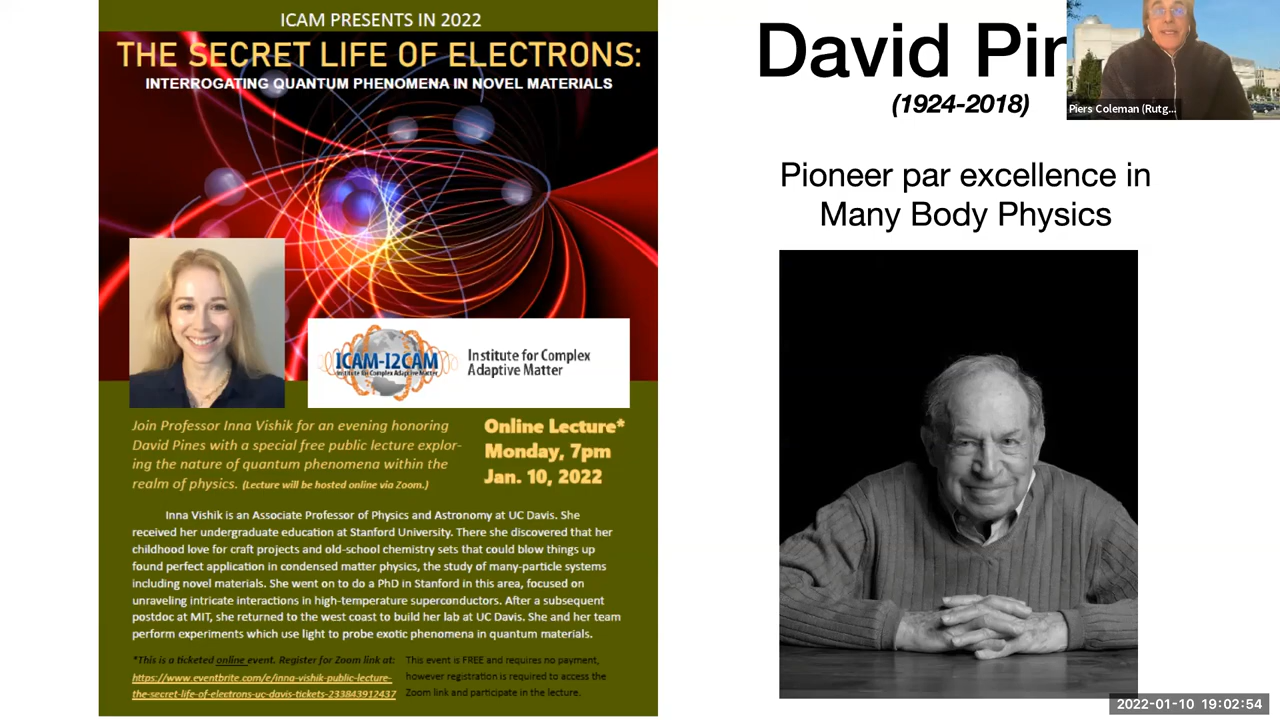 ICAM PRESENTS IN 2022
THE SECRET LIFE OF ELECTRONS:
INTERROGATING QUANTUM PHENOMENA IN NOVEL MATERIALS
ICAM-I2CAM
Institute for Complex Adaptive Matter
Institute for Complex
Adaptive Matter
Join Professor Inna Vishik for an evening honoring
David Pines with a special free public lecture explor-
ing the nature of quantum phenomena within the
realm of physics. (Lecture will be hosted online via Zoom.)
Online Lecture*
Monday, 7pm
Jan. 10, 2022
Inna Vishik is an Associate Professor of Physics and Astronomy at UC Davis. She
received her undergraduate education at Stanford University. There she discovered that her
childhood love for craft projects and old-school chemistry sets that could blow things up
found perfect application in condensed matter physics, the study of many-particle systems
including novel materials. She went on to do a PhD in Stanford in this area, focused on
unraveling intricate interactions in high-temperature superconductors. After a subsequent
postdoc at MIT, she returned to the west coast to build her lab at UC Davis. She and her team
perform experiments which use light to probe exotic phenomena in quantum materials.
*This is a ticketed online event. Register for Zoom link at:
https://www.eventbrite.com/e/inna-vishik-public-lecture-
the-secret-life-of-electrons-uc-davis-tickets-233843912437
This event is FREE and requires no payment,
however registration is required to access the
Zoom link and participate in the lecture.
David Pin
(1924-2018)
Piers Coleman (Rutg...
Pioneer par excellence in
Many Body Physics
2022-01-10 19:02:54